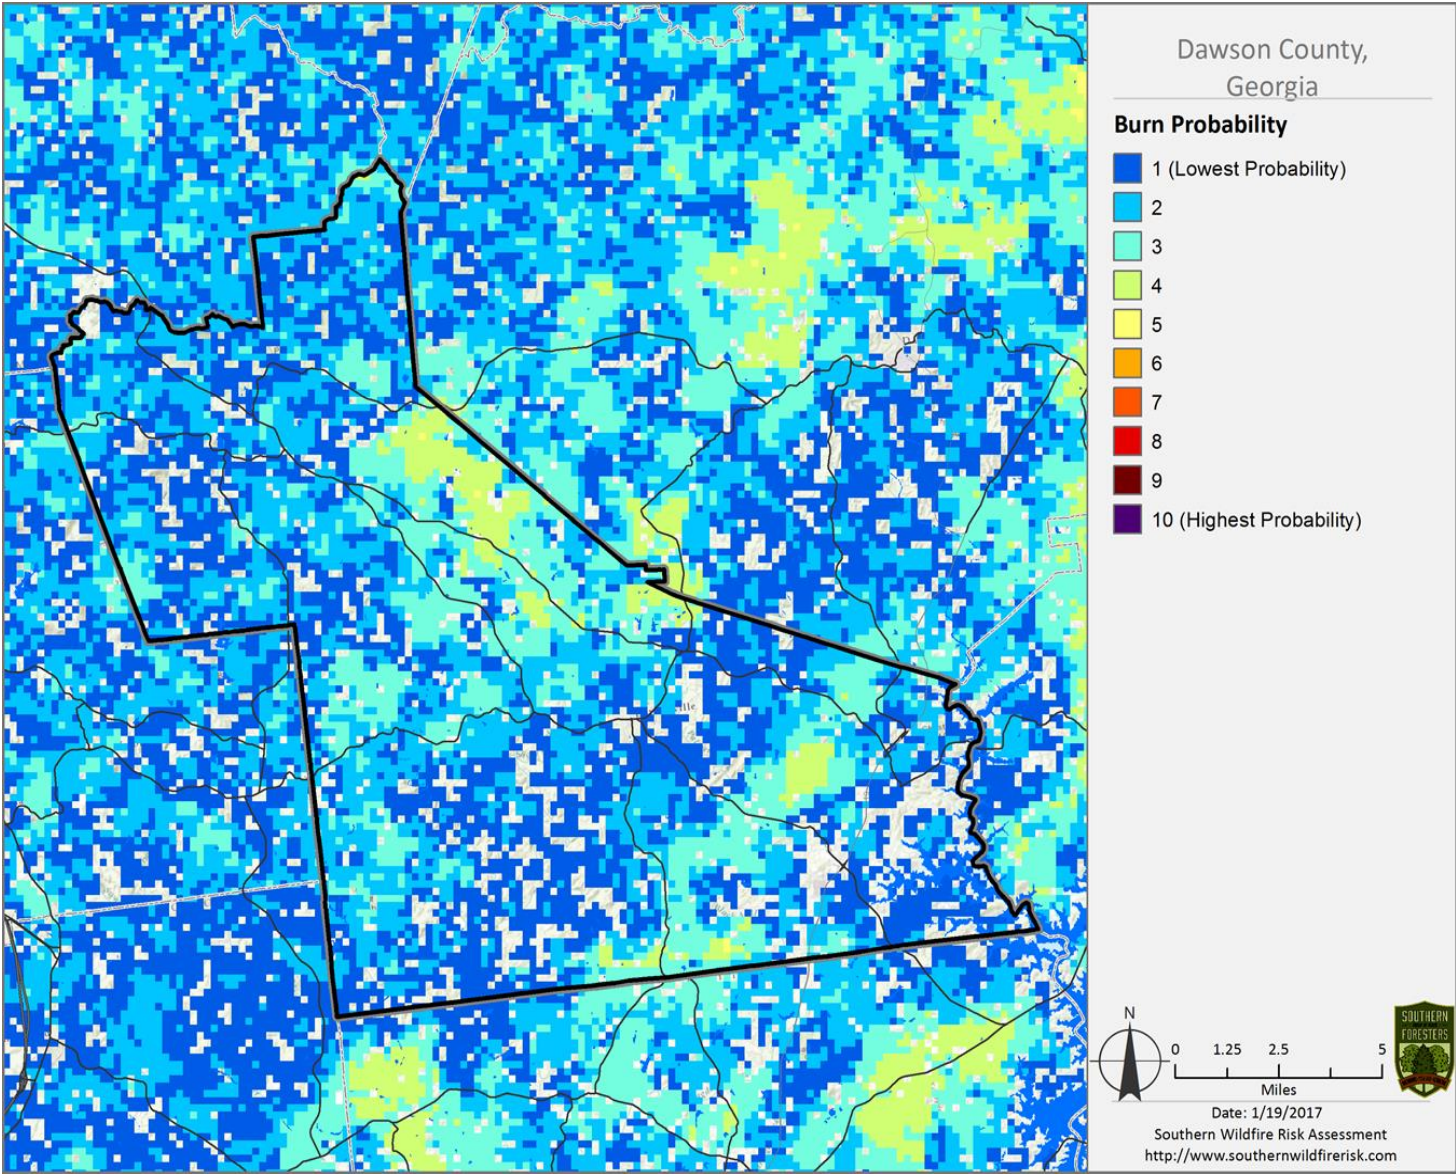 Dawson County,
Georgia
Burn Probability
1 (Lowest Probability)
2
3
4
5
6
7
8
9
10 (Highest Probability)
ille
N
0 1.25 2.5 5
Miles
SOUTHERN
FORESTERS
Date: 1/19/2017
Southern Wildfire Risk Assessment
http://www.southernwildfirerisk.com